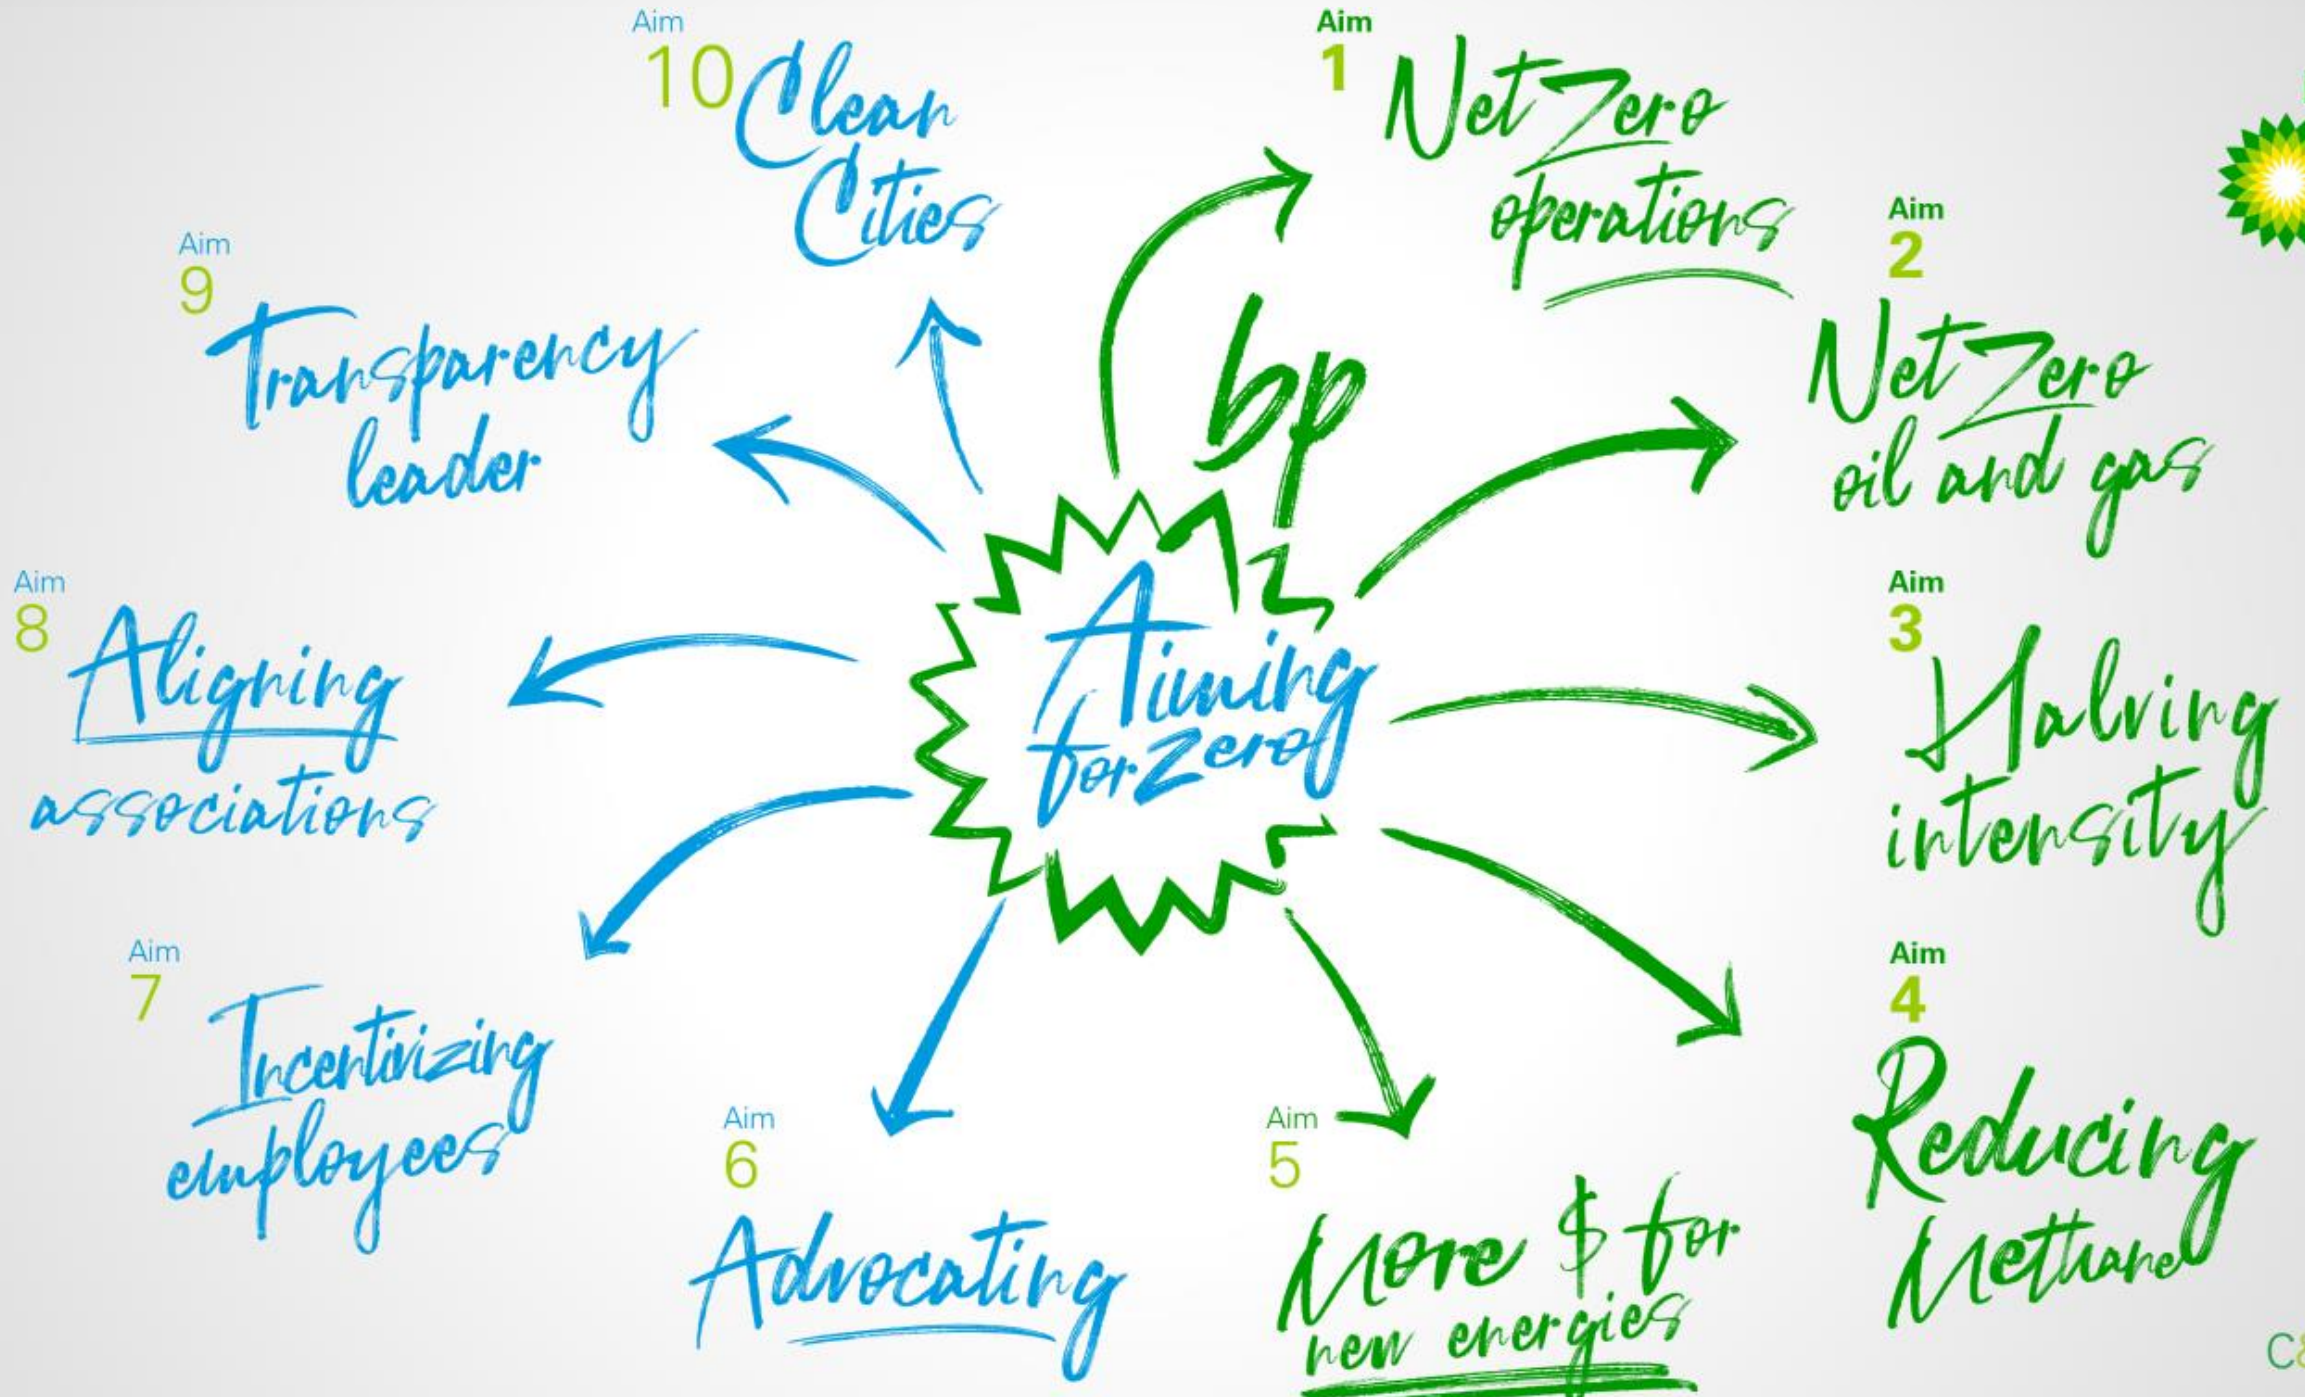 Aim
1
Net Zero
operations
Aim
2
Net Zero
oil and gas
Aim
3
Halving
intensity
Aim
4
Reducing
Methane
Aim
5
More $ for
new energies
Aim
6
Advocating
Aim
7
Incentivizing
employees
Aim
8
Aligning
associations
Aim
9
Transparency
leader
Aim
10
Clean
Cities
bp
Aiming
for zero